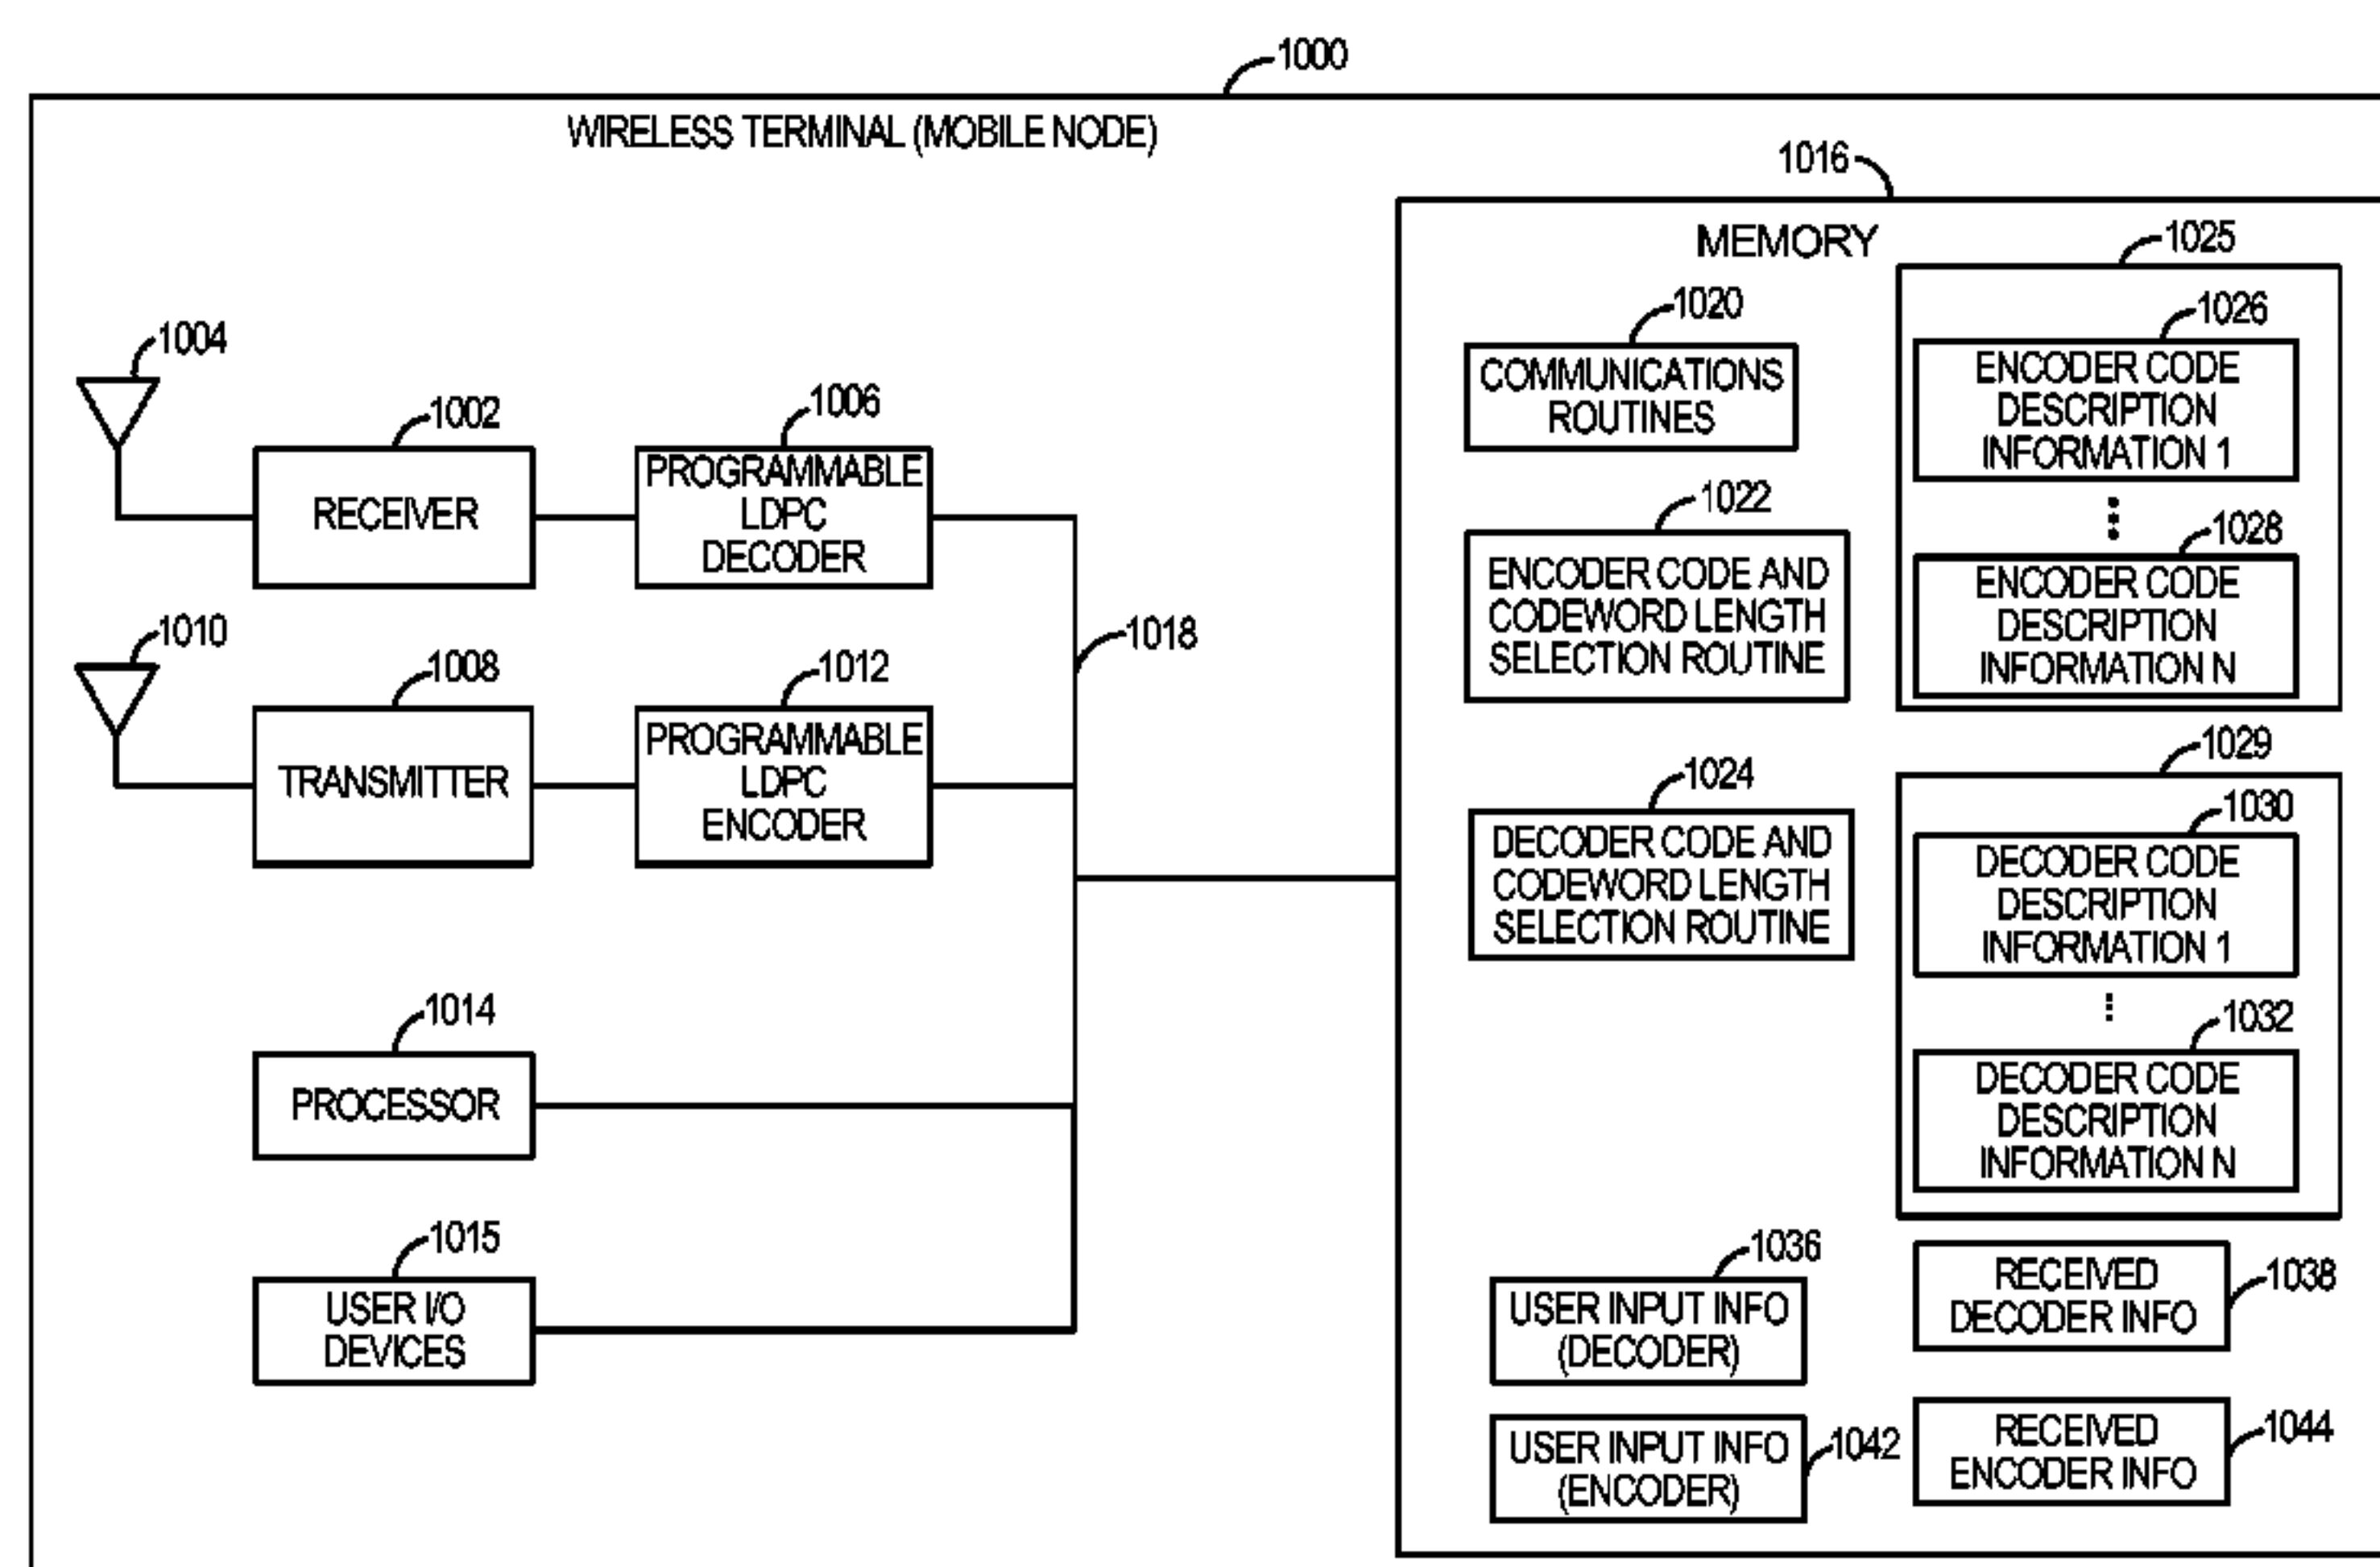 1000
WIRELESS TERMINAL (MOBILE NODE)
1016
MEMORY
1004
1002
RECEIVER
1006
PROGRAMMABLE
LDPC
DECODER
1010
1008
TRANSMITTER
1012
PROGRAMMABLE
LDPC
ENCODER
1018
1014
PROCESSOR
1015
USER I/O
DEVICES
1020
COMMUNICATIONS
ROUTINES
1022
ENCODER CODE AND
CODEWORD LENGTH
SELECTION ROUTINE
1024
DECODER CODE AND
CODEWORD LENGTH
SELECTION ROUTINE
1025
1026
ENCODER CODE
DESCRIPTION
INFORMATION 1
1028
ENCODER CODE
DESCRIPTION
INFORMATION N
1029
1030
DECODER CODE
DESCRIPTION
INFORMATION 1
1032
DECODER CODE
DESCRIPTION
INFORMATION N
1036
USER INPUT INFO
(DECODER)
1038
RECEIVED
DECODER INFO
USER INPUT INFO
(ENCODER)
1042
RECEIVED
ENCODER INFO
1044